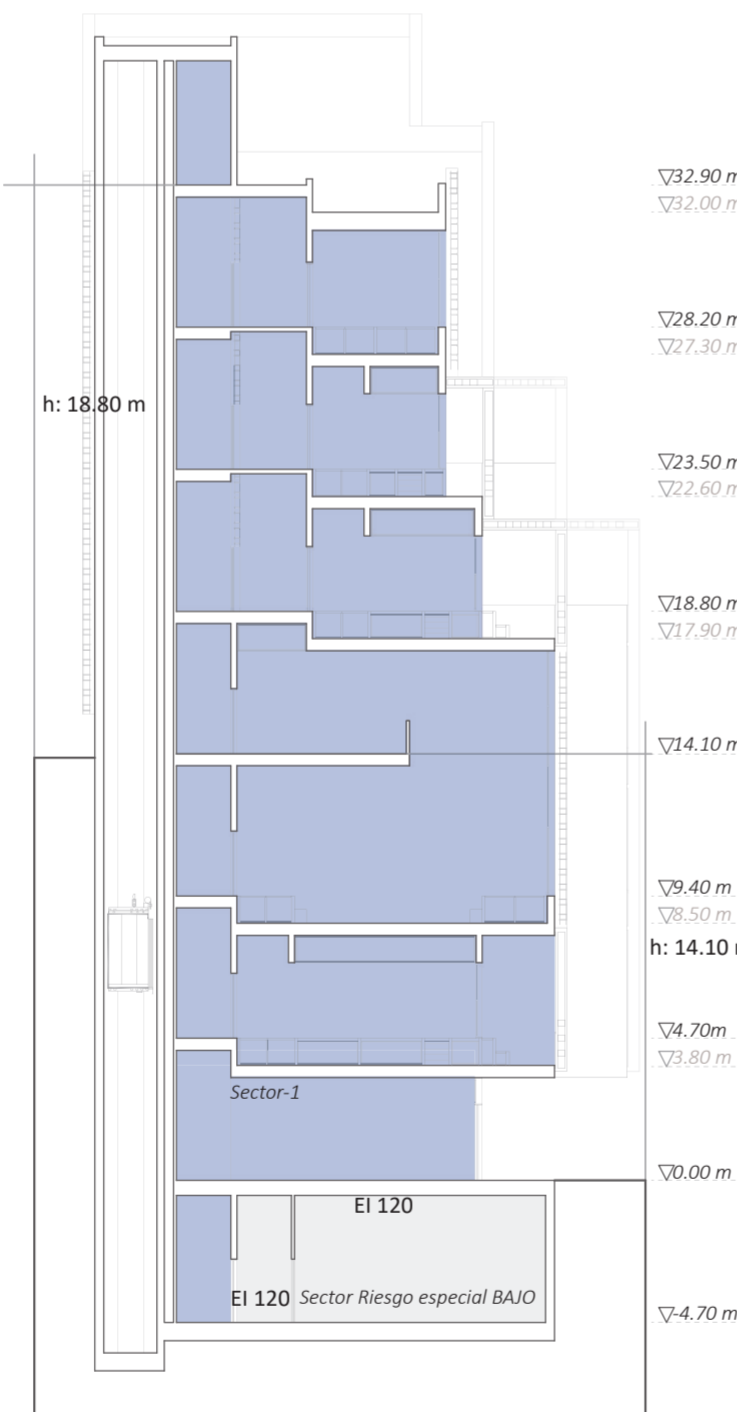 ▽32.90 m
▽32.00 m
▽28.20 m
▽27.30 m
h: 18.80 m
▽23.50 m
▽22.60 m
▽18.80 m
▽17.90 m
▽14.10 m
▽9.40 m
▽8.50 m
h: 14.10 m
▽4.70m
▽3.80 m
Sector-1
▽0.00 m
EI 120
EI 120 Sector Riesgo especial BAJO
▽-4.70 m